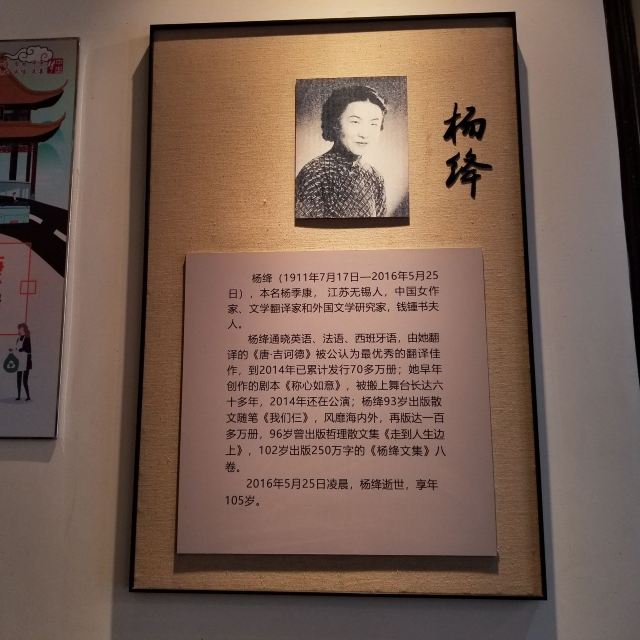 杨绛
杨绛（1911年7月17日—2016年5月25
日），本名杨季康， 江苏无锡人，中国女作
家、文学翻译家和外国文学研究家，钱锺书夫
人。
杨绛通晓英语、法语、西班牙语，由她翻
译的《唐·吉诃德》被公认为最优秀的翻译佳
作，到2014年已累计发行70多万册；她早年
创作的剧本《称心如意》，被搬上舞台长达六
十多年，2014年还在公演；杨绛93岁出版散
文随笔《我们仨》，风靡海内外，再版达一百
多万册，96岁曾出版哲理散文集《走到人生边
上》，102岁出版250万字的《杨绛文集》八
卷。
2016年5月25日凌晨，杨绛逝世，享年
105岁。